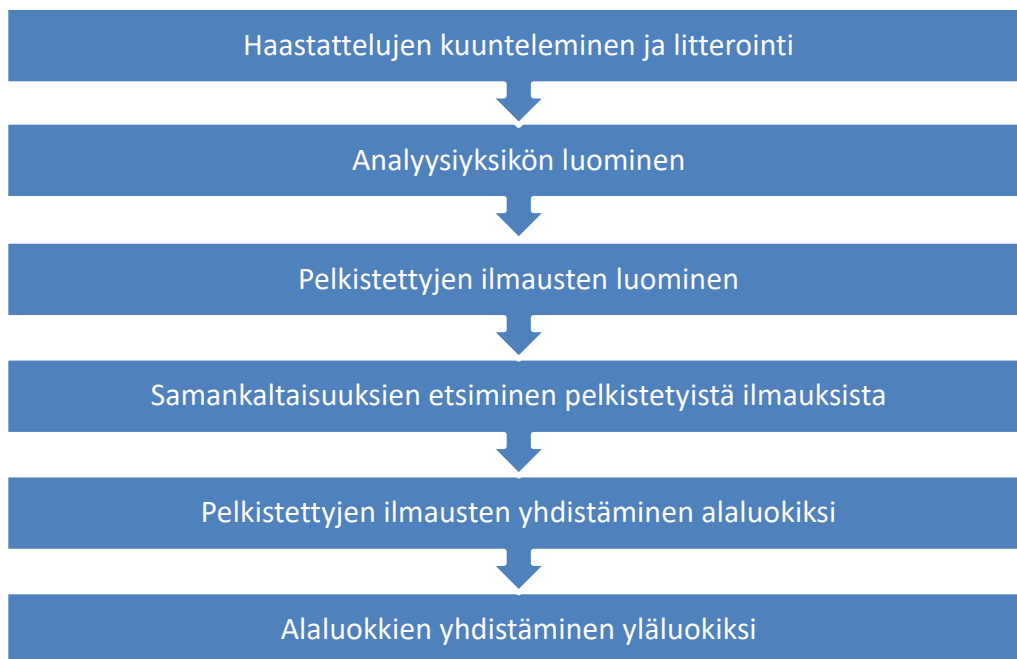 Haastattelujen kuunteleminen ja litterointi
Analyysiyksikön luominen
Pelkistettyjen ilmausten luominen
Samankaltaisuuksien etsiminen pelkistetyistä ilmauksista
Pelkistettyjen ilmausten yhdistäminen alaluokiksi
Alaluokkien yhdistäminen yläluokiksi